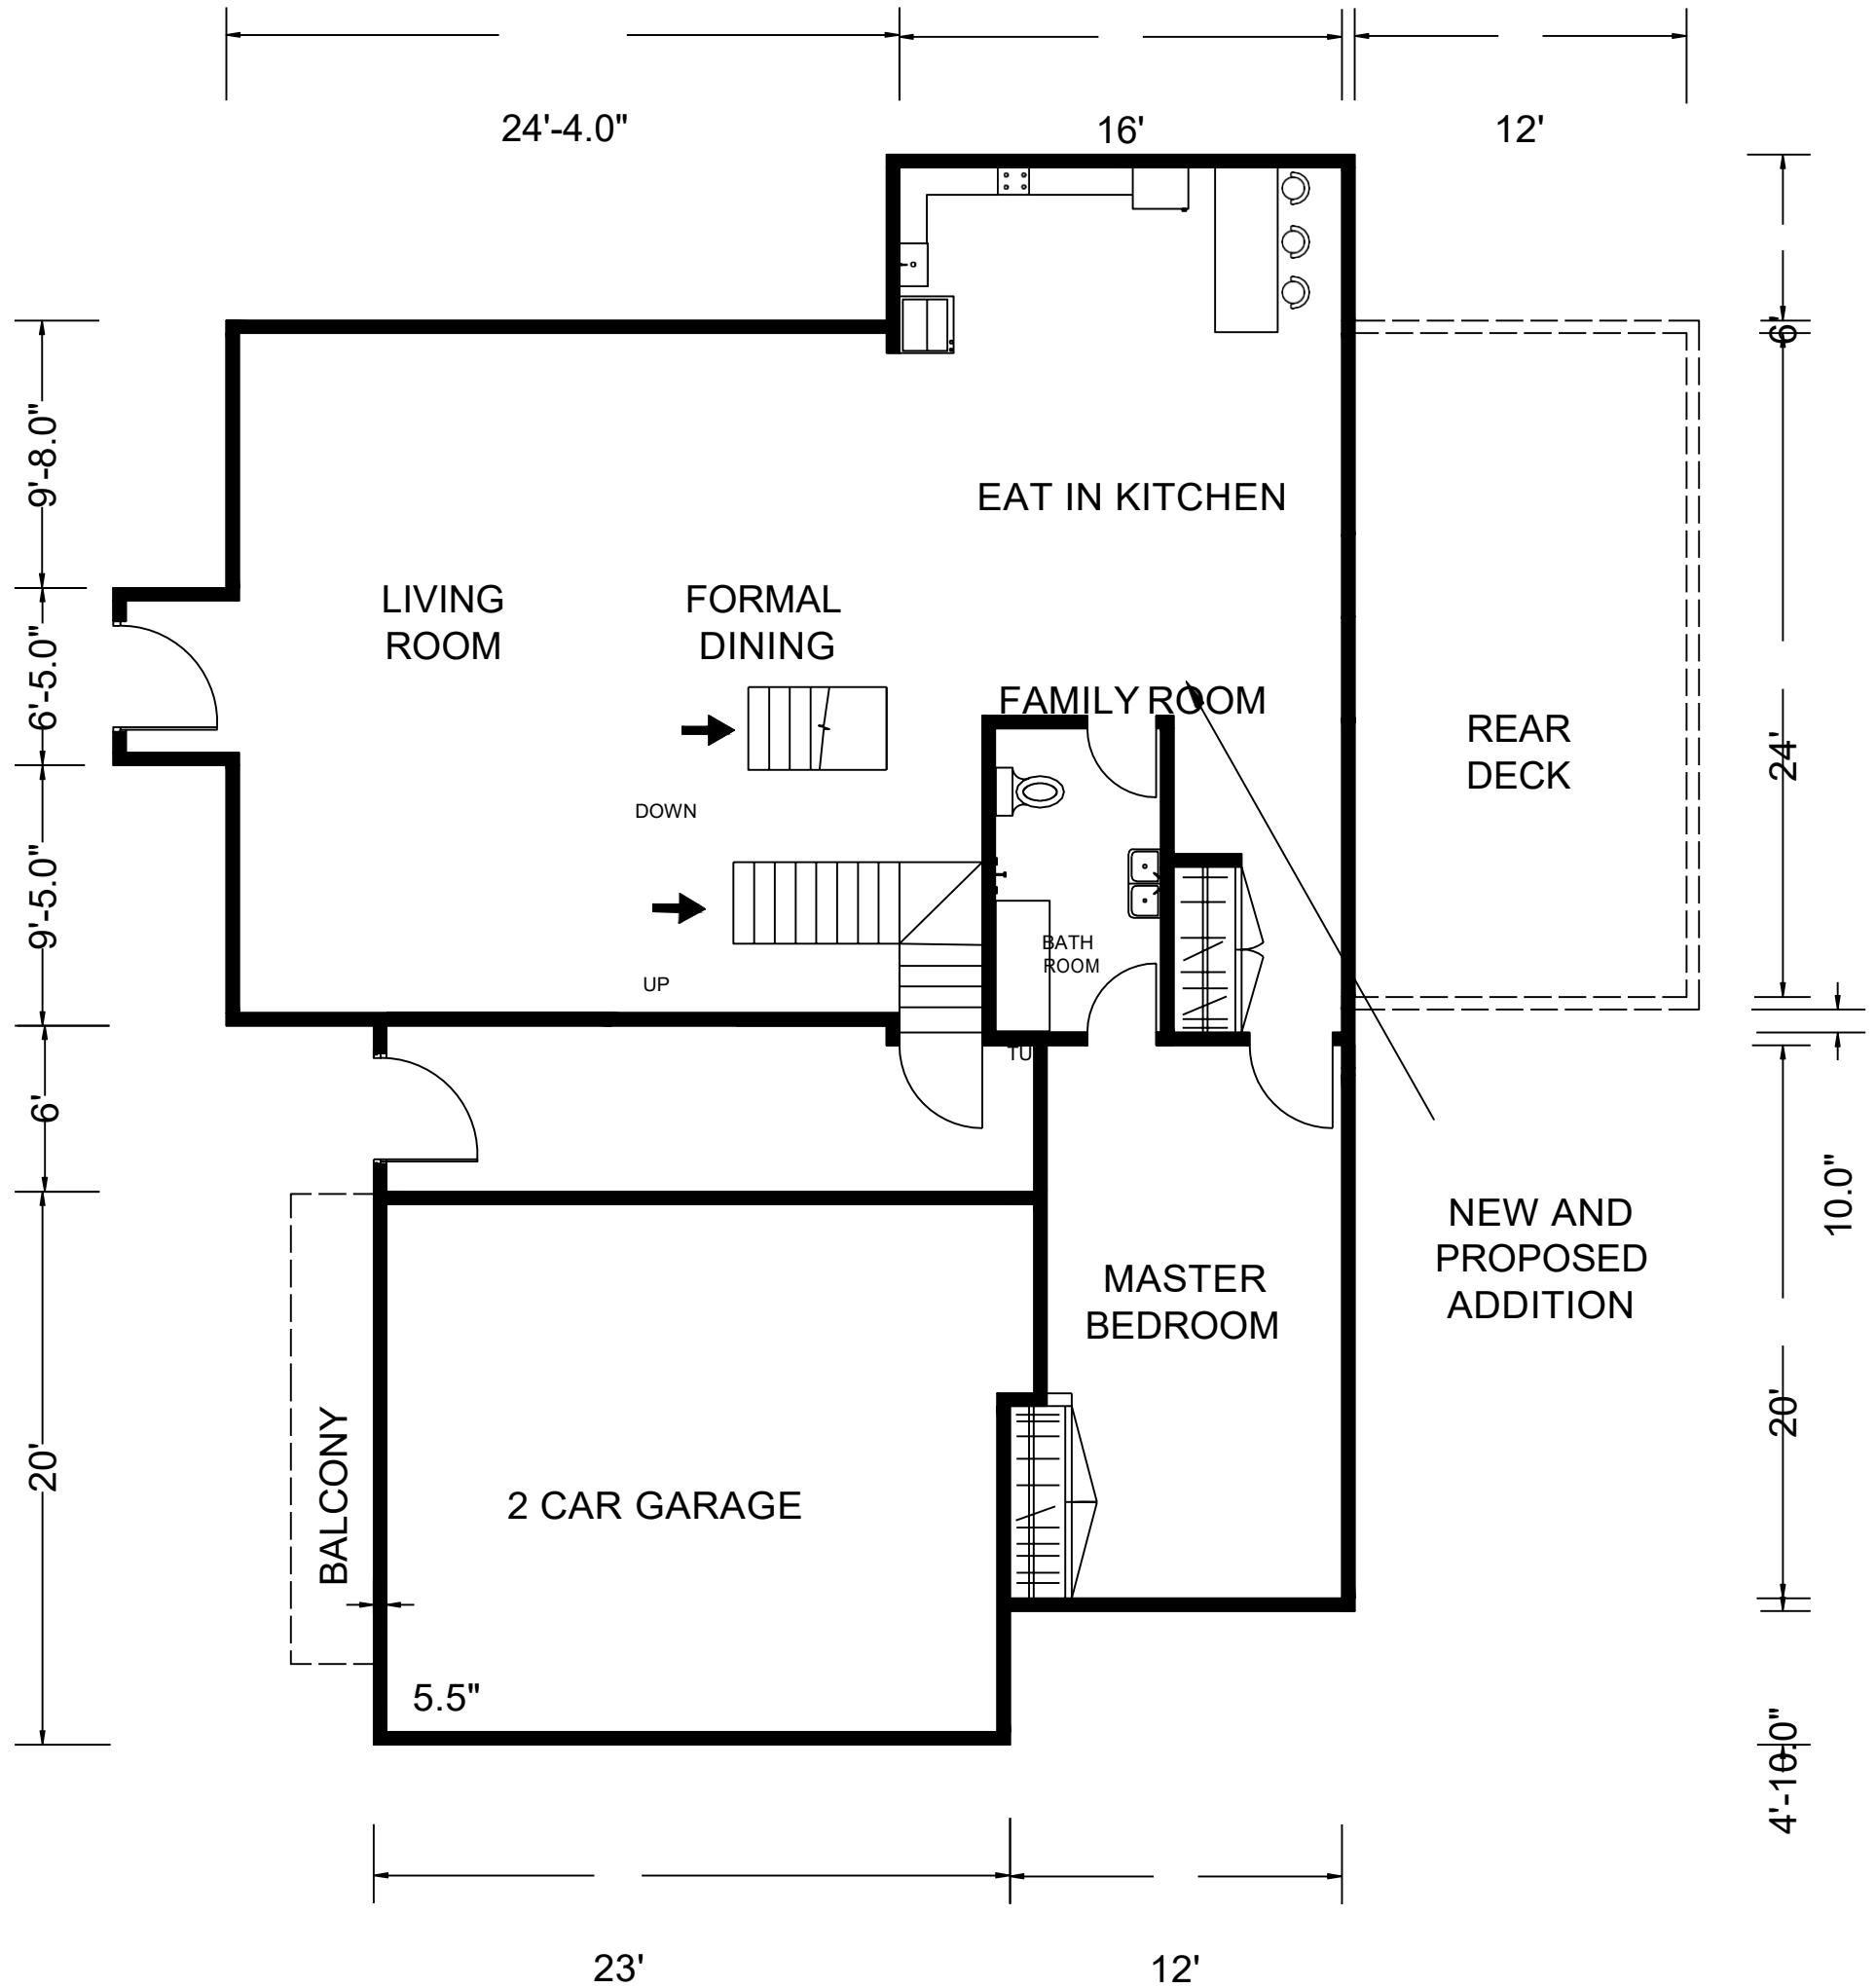 24'-4.0"
16'
12'
6'
9'-8.0"
EAT IN KITCHEN
LIVING
ROOM
FORMAL
DINING
6'-5.0"
FAMILY ROOM
REAR
DECK
24'
DOWN
9'-5.0"
BATH
ROOM
UP
TU
6'
10.0"
NEW AND
PROPOSED
ADDITION
MASTER
BEDROOM
20'
20'
BALCONY
2 CAR GARAGE
5.5"
4'-10.0"
23'
12'